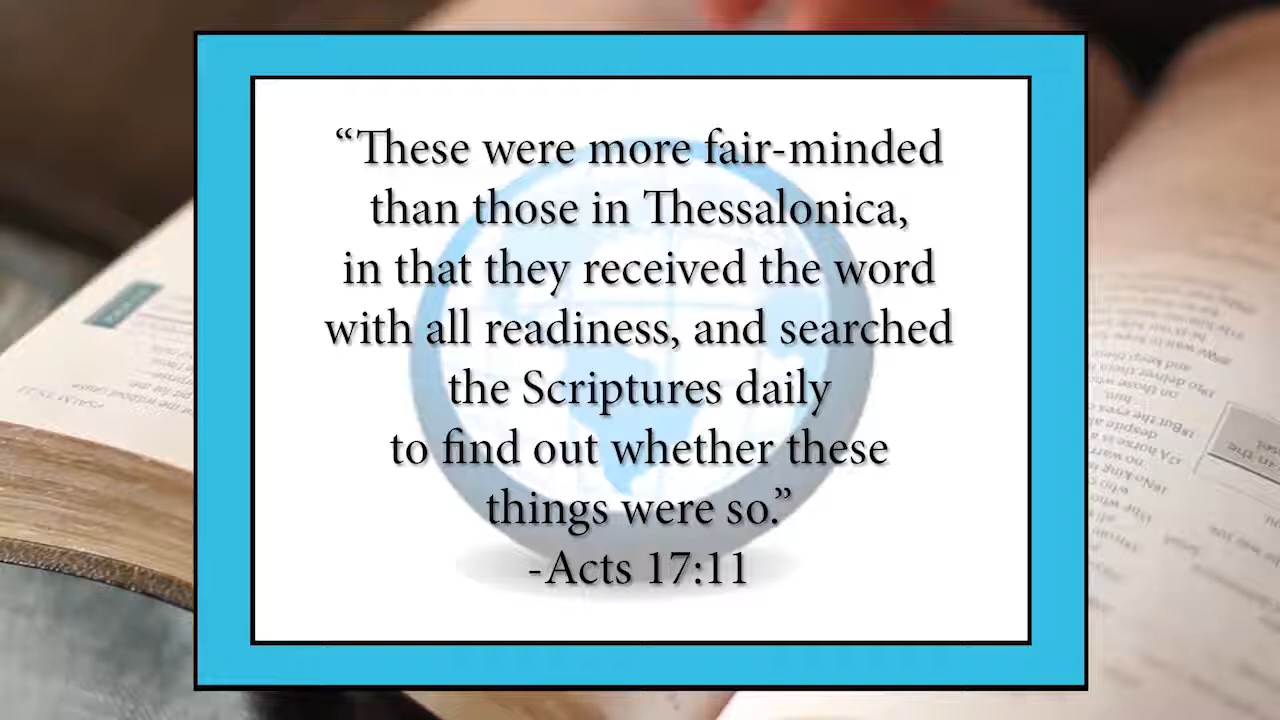 “These were more fair-minded
than those in Thessalonica,
in that they received the word
with all readiness, and searched
the Scriptures daily
to find out whether these
things were so.”
-Acts 17:11